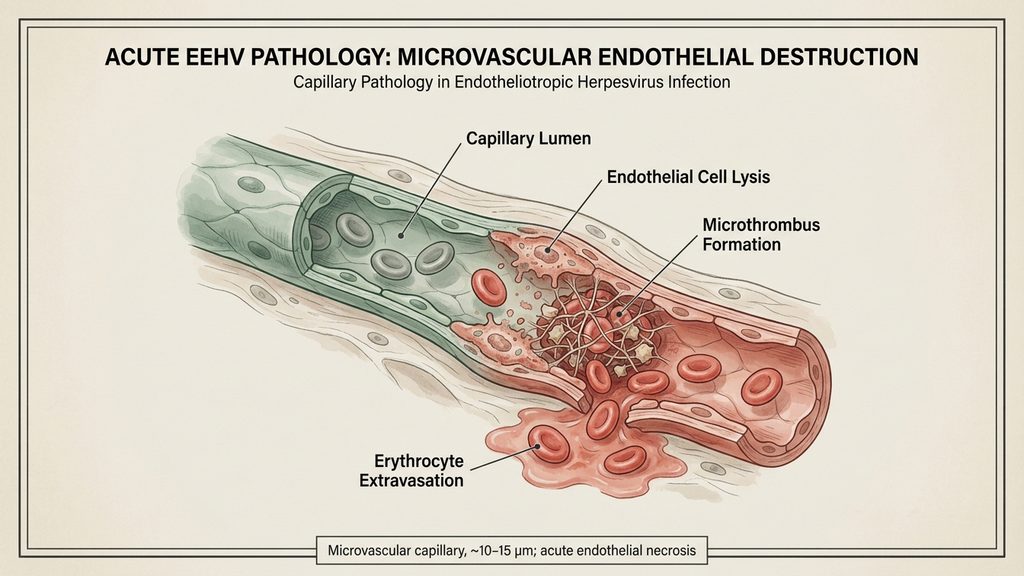 ACUTE EEHV PATHOLOGY: MICROVASCULAR ENDOTHELIAL DESTRUCTION
Capillary Pathology in Endotheliotropic Herpesvirus Infection
Capillary Lumen
Endothelial Cell Lysis
Microthrombus
Formation
Erythrocyte
Extravasation
Microvascular capillary, ~10–15 μm; acute endothelial necrosis